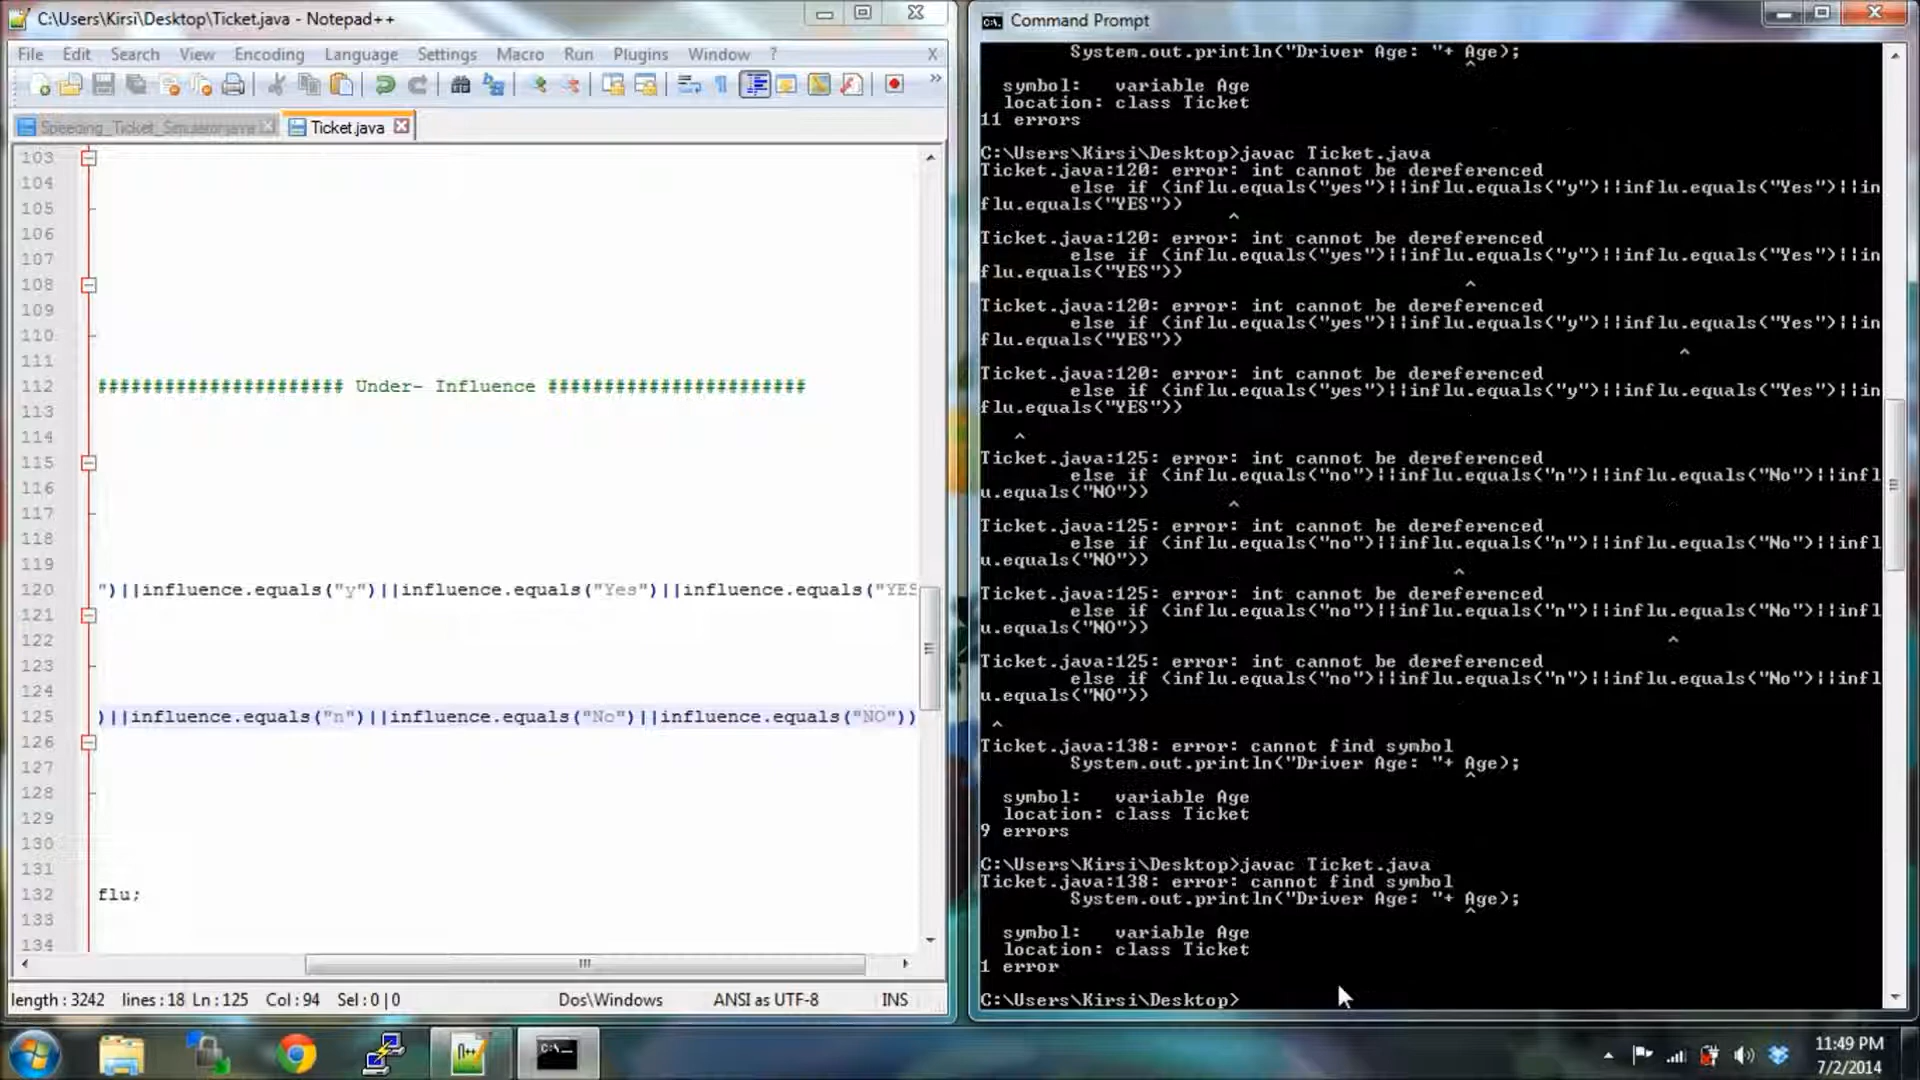 C:\Users\Kirsi\Desktop\Ticket.java - Notepad++
File Edit Search View Encoding Language Settings Macro Run Plugins Window ? X
Speeding_Ticket_Smulator.java Ticket.java
103
104
105
106
107
108
109
110
111
112 ###################### Under- Influence ########################
113
114
115
116
117
118
119
120 ")||influence.equals("y")||influence.equals("Yes")||influence.equals("YES
121
122
123
124
125 )||influence.equals("n")||influence.equals("No")||influence.equals("NO"))
126
127
128
129
130
131
132 flu;
133
134
length : 3242 lines : 18 Ln : 125 Col : 94 Sel : 0 | 0 Dos\Windows ANSI as UTF-8 INS
Command Prompt
System.out.println("Driver Age: "+ Age);
^
symbol: variable Age
location: class Ticket
11 errors
C:\Users\Kirsi\Desktop>javac Ticket.java
Ticket.java:120: error: int cannot be dereferenced
else if (influ.equals("yes")||influ.equals("y")||influ.equals("Yes")||in
flu.equals("YES"))
^
Ticket.java:120: error: int cannot be dereferenced
else if (influ.equals("yes")||influ.equals("y")||influ.equals("Yes")||in
flu.equals("YES"))
^
Ticket.java:120: error: int cannot be dereferenced
else if (influ.equals("yes")||influ.equals("y")||influ.equals("Yes")||in
flu.equals("YES"))
^
Ticket.java:120: error: int cannot be dereferenced
else if (influ.equals("yes")||influ.equals("y")||influ.equals("Yes")||in
flu.equals("YES"))
^
Ticket.java:125: error: int cannot be dereferenced
else if (influ.equals("no")||influ.equals("n")||influ.equals("No")||infl
u.equals("NO"))
^
Ticket.java:125: error: int cannot be dereferenced
else if (influ.equals("no")||influ.equals("n")||influ.equals("No")||infl
u.equals("NO"))
^
Ticket.java:125: error: int cannot be dereferenced
else if (influ.equals("no")||influ.equals("n")||influ.equals("No")||infl
u.equals("NO"))
^
Ticket.java:125: error: int cannot be dereferenced
else if (influ.equals("no")||influ.equals("n")||influ.equals("No")||infl
u.equals("NO"))
^
Ticket.java:138: error: cannot find symbol
System.out.println("Driver Age: "+ Age);
^
symbol: variable Age
location: class Ticket
9 errors
C:\Users\Kirsi\Desktop>javac Ticket.java
Ticket.java:138: error: cannot find symbol
System.out.println("Driver Age: "+ Age);
^
symbol: variable Age
location: class Ticket
1 error
C:\Users\Kirsi\Desktop>
11:49 PM
7/2/2014